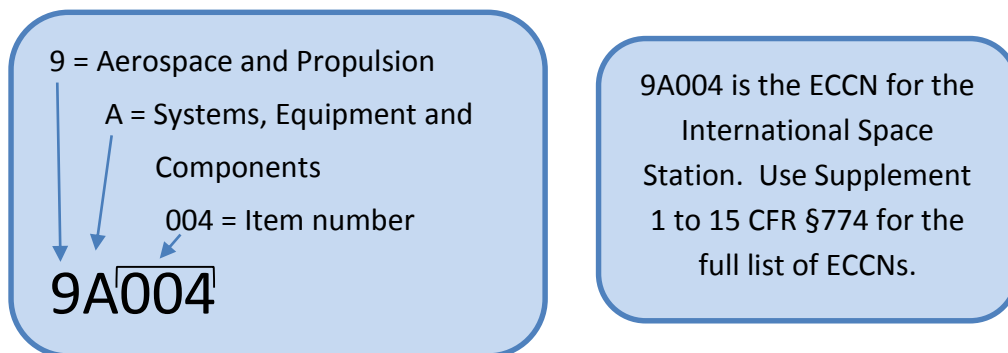 9 = Aerospace and Propulsion
A = Systems, Equipment and
Components
004 = Item number
9A004
9A004 is the ECCN for the
International Space
Station. Use Supplement
1 to 15 CFR §774 for the
full list of ECCNs.